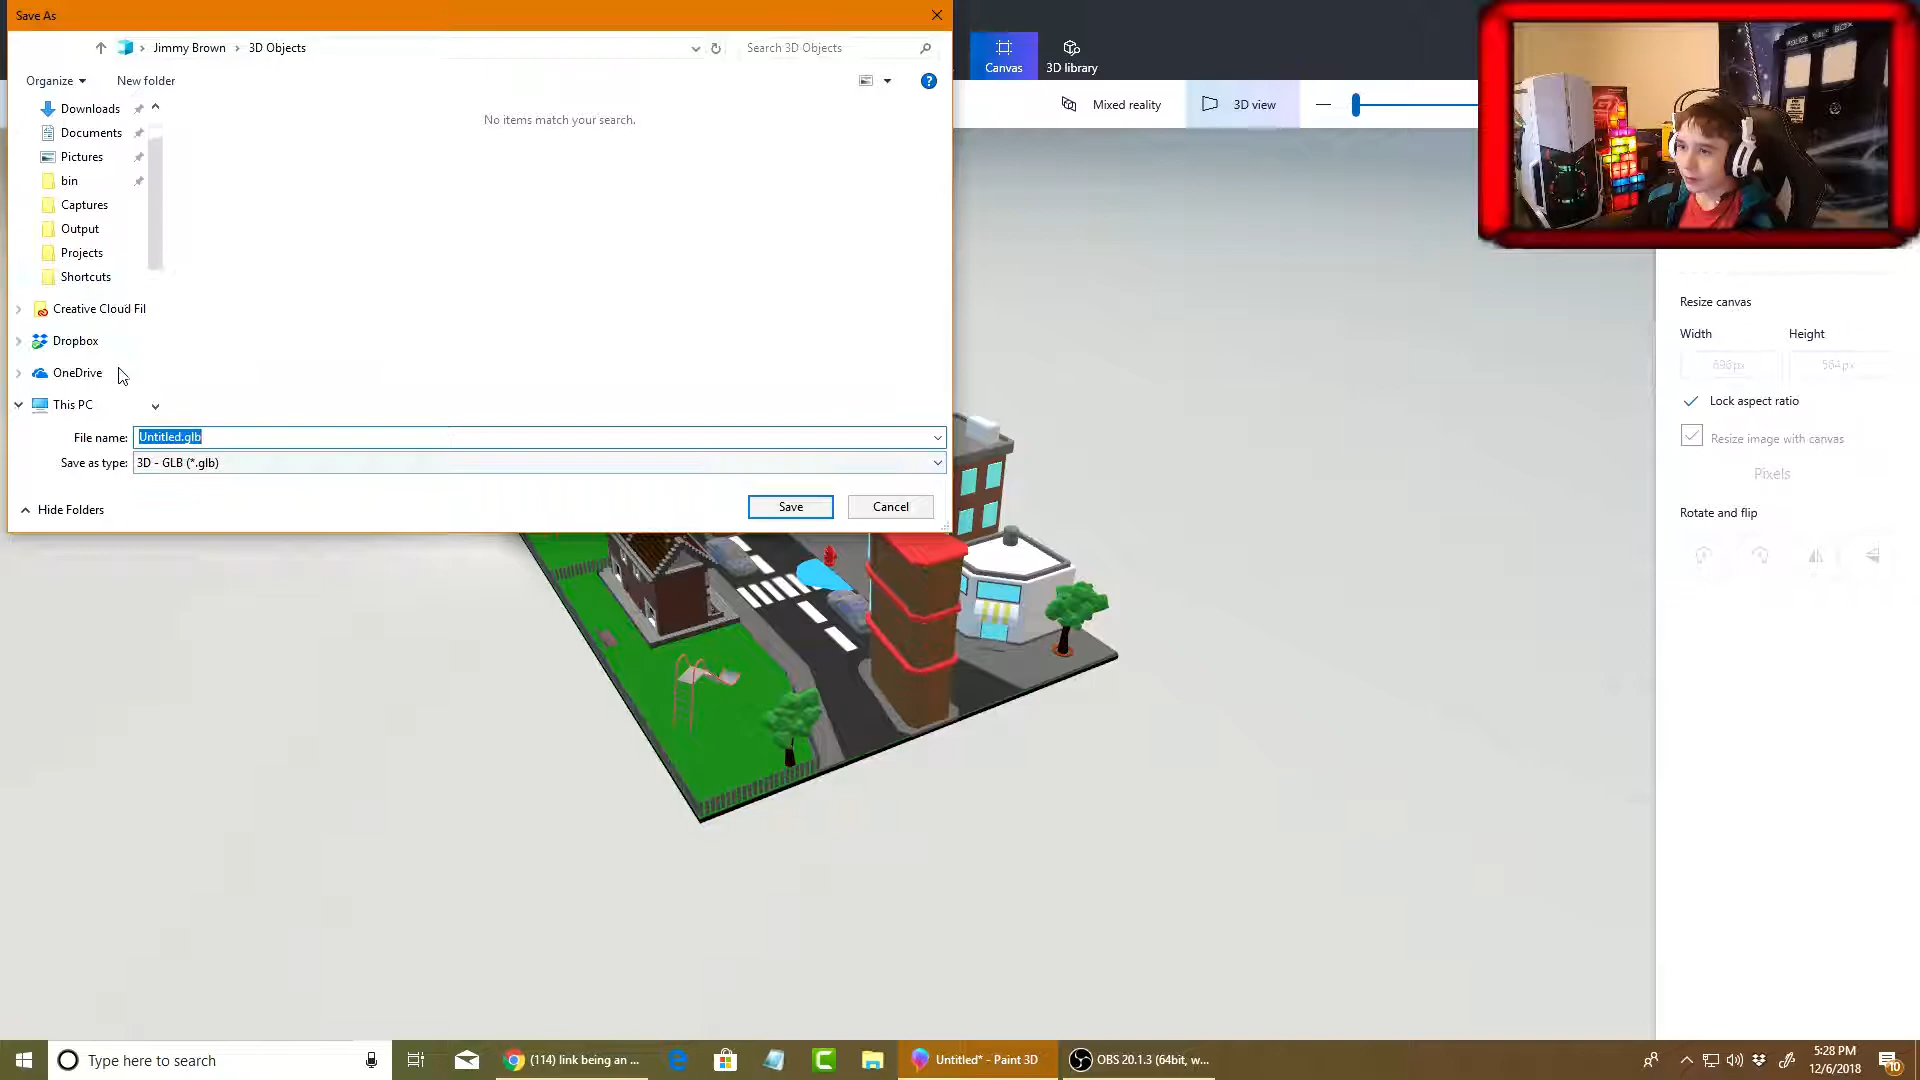 Save As
Jimmy Brown
3D Objects
Search 3D Objects
Organize
New folder
Downloads
Documents
Pictures
bin
Captures
Output
Projects
Shortcuts
Creative Cloud Fil
Dropbox
OneDrive
This PC
No items match your search.
File name:
Untitled.glb
Save as type:
3D - GLB (*.glb)
Hide Folders
Save
Cancel
Canvas
3D library
Mixed reality
3D view
POLICE BOX
Resize canvas
Width
Height
Lock aspect ratio
Resize image with canvas
Pixels
Rotate and flip
Type here to search
(114) link being an ...
Untitled* - Paint 3D
OBS 20.1.3 (64bit, w...
5:28 PM
12/6/2018
10